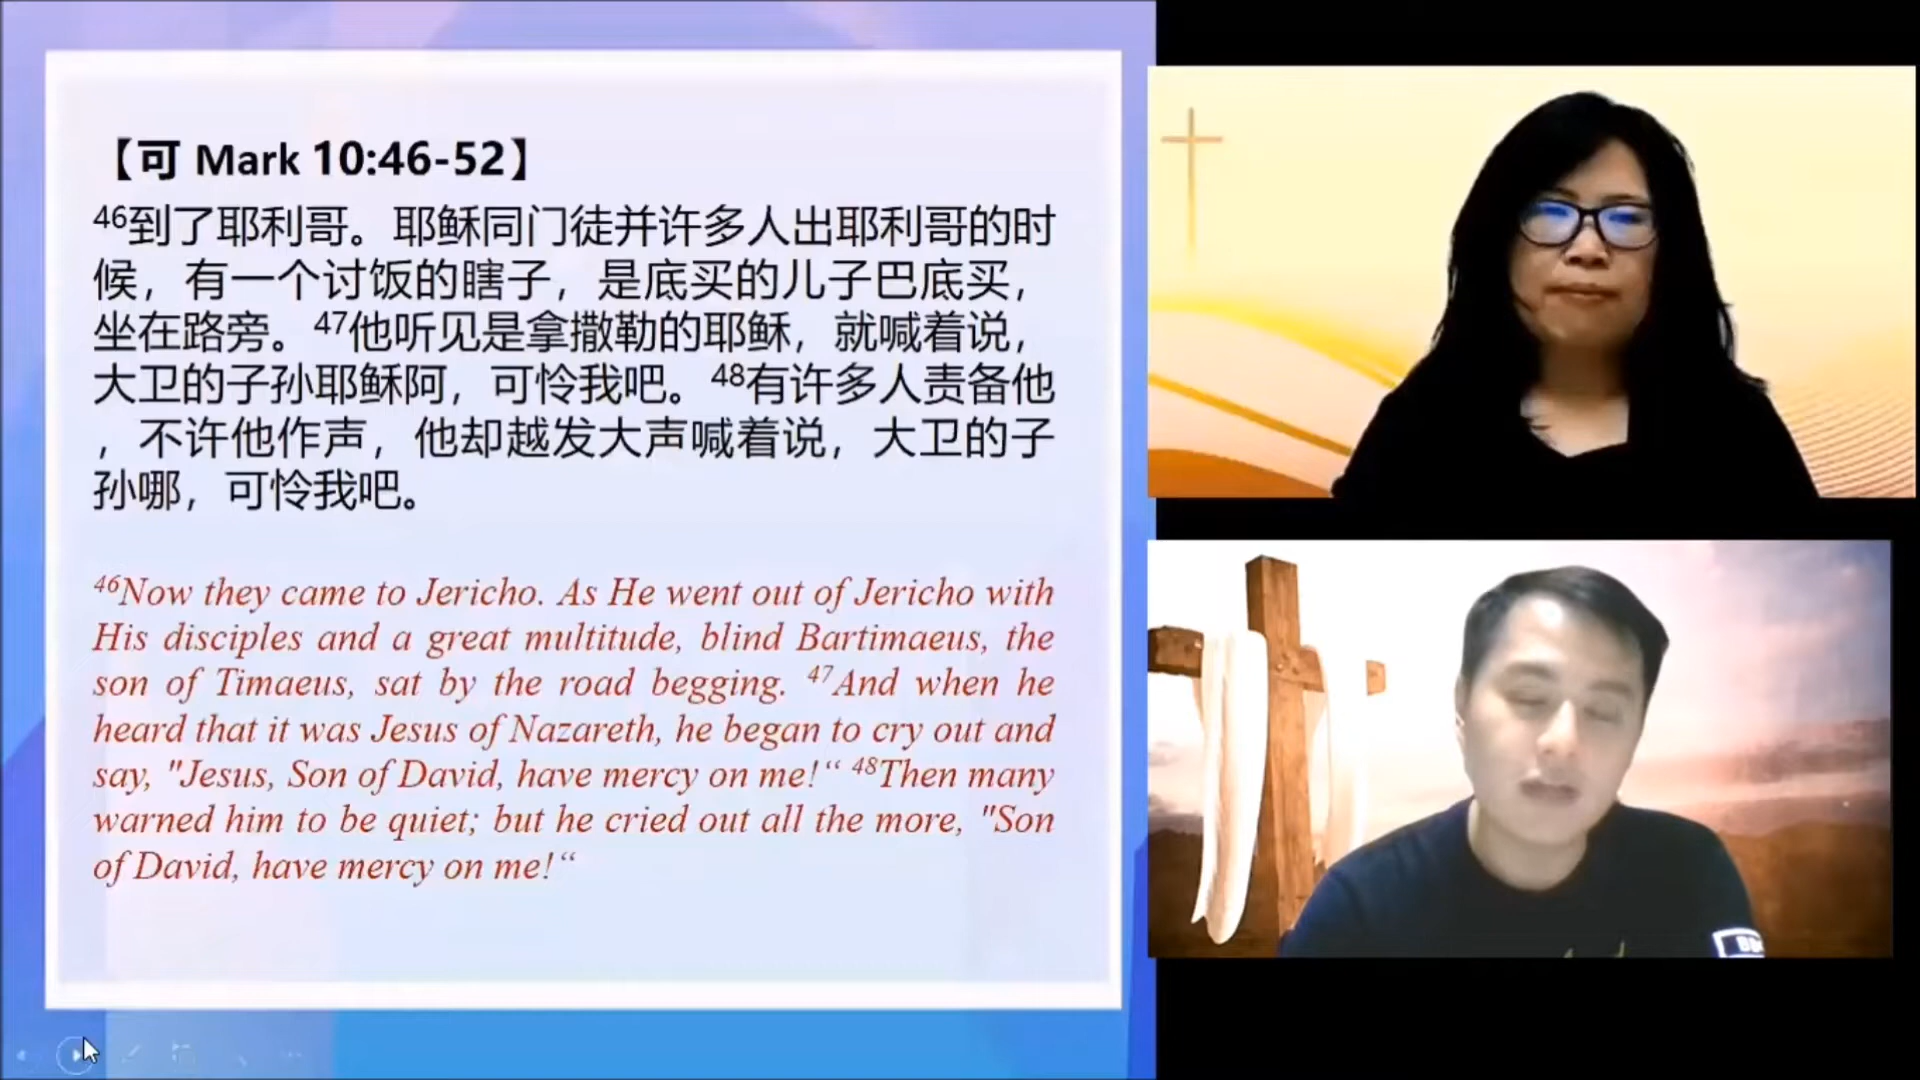 【可 Mark 10:46-52】
46到了耶利哥。耶稣同门徒并许多人出耶利哥的时
候，有一个讨饭的瞎子，是底买的儿子巴底买，
坐在路旁。47他听见是拿撒勒的耶稣，就喊着说，
大卫的子孙耶稣阿，可怜我吧。48有许多人责备他
，不许他作声，他却越发大声喊着说，大卫的子
孙哪，可怜我吧。
46Now they came to Jericho. As He went out of Jericho with
His disciples and a great multitude, blind Bartimaeus, the
son of Timaeus, sat by the road begging. 47And when he
heard that it was Jesus of Nazareth, he began to cry out and
say, "Jesus, Son of David, have mercy on me!“ 48Then many
warned him to be quiet; but he cried out all the more, "Son
of David, have mercy on me!“